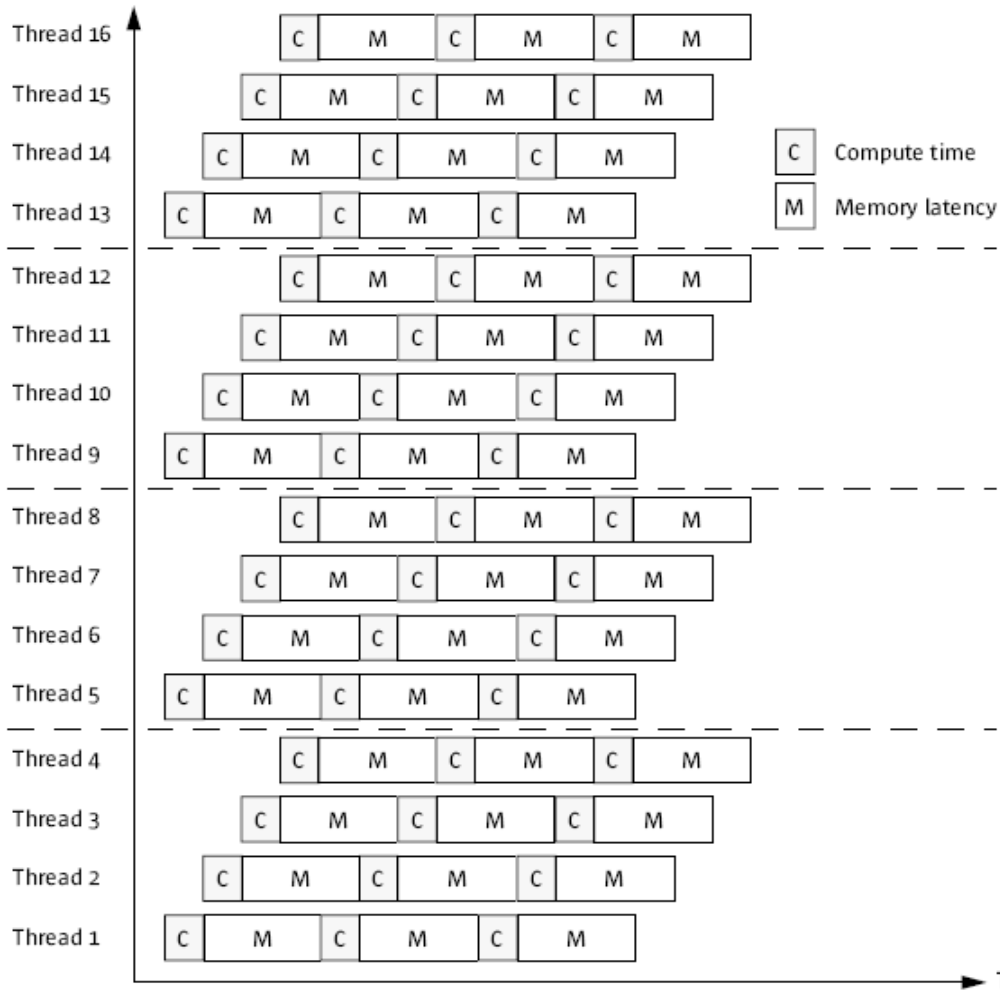 Thread 16 C M C M C M
Thread 15 C M C M C M
Thread 14 C M C M C M
C Compute time
Thread 13 C M C M C M
M Memory latency
Thread 12 C M C M C M
Thread 11 C M C M C M
Thread 10 C M C M C M
Thread 9 C M C M C M
Thread 8 C M C M C M
Thread 7 C M C M C M
Thread 6 C M C M C M
Thread 5 C M C M C M
Thread 4 C M C M C M
Thread 3 C M C M C M
Thread 2 C M C M C M
Thread 1 C M C M C M